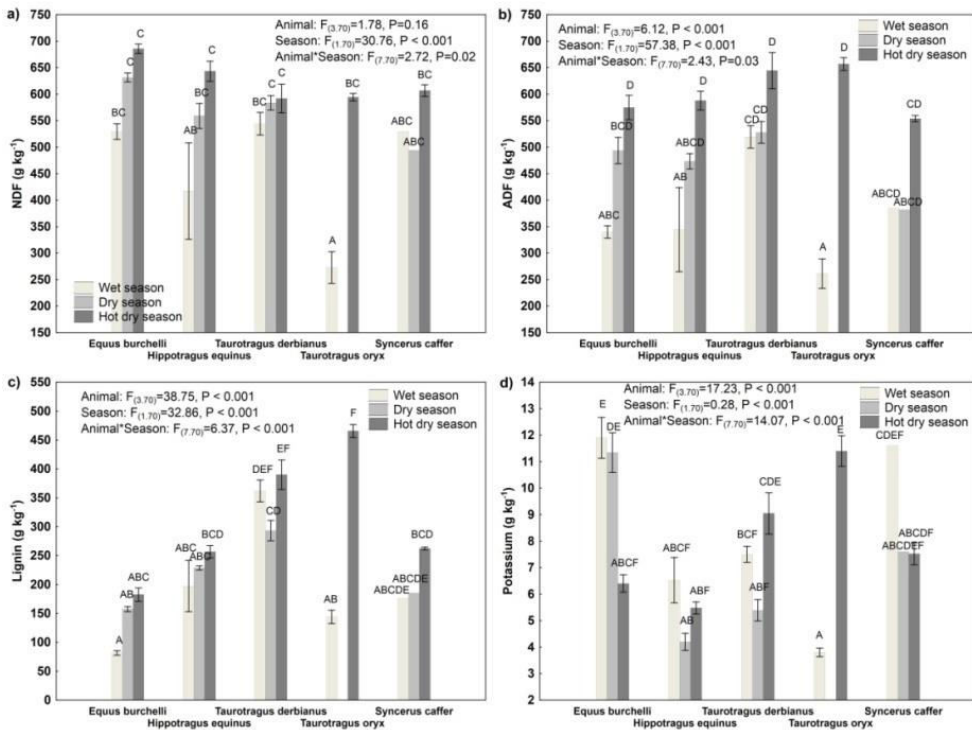 a)
Animal: F(3.70)=1.78, P=0.16
Season: F(1.70)=30.76, P < 0.001
Animal*Season: F(7.70)=2.72, P=0.02
NDF (g kg-1)
750
700
650
600
550
500
450
400
350
300
250
200
150
BC C C
AB BC C
BC C C
A BC
ABC ABC BC
Wet season
Dry season
Hot dry season
Equus burchelli
Hippotragus equinus
Taurotragus derbianus
Taurotragus oryx
Syncerus caffer
b)
Animal: F(3.70)=6.12, P < 0.001
Season: F(1.70)=57.38, P < 0.001
Animal*Season: F(7.70)=2.43, P=0.03
Wet season
Dry season
Hot dry season
ADF (g kg-1)
750
700
650
600
550
500
450
400
350
300
250
200
150
ABC BCD D
AB ABCD D
CD CD D
A D
ABCD ABCD CD
Equus burchelli
Hippotragus equinus
Taurotragus derbianus
Taurotragus oryx
Syncerus caffer
c)
Animal: F(3.70)=38.75, P < 0.001
Season: F(1.70)=32.86, P < 0.001
Animal*Season: F(7.70)=6.37, P < 0.001
Wet season
Dry season
Hot dry season
Lignin (g kg-1)
550
500
450
400
350
300
250
200
150
100
50
0
A AB ABC
ABC ABC BCD
DEF CD EF
AB F
ABCDE ABCDE BCD
Equus burchelli
Hippotragus equinus
Taurotragus derbianus
Taurotragus oryx
Syncerus caffer
d)
Animal: F(3.70)=17.23, P < 0.001
Season: F(1.70)=0.28, P < 0.001
Animal*Season: F(7.70)=14.07, P < 0.001
Wet season
Dry season
Hot dry season
Potassium (g kg-1)
14
13
12
11
10
9
8
7
6
5
4
3
2
E DE ABCF
ABCF AB ABF
BCF ABF CDE
A E
CDEF ABCDEF ABCDF
Equus burchelli
Hippotragus equinus
Taurotragus derbianus
Taurotragus oryx
Syncerus caffer